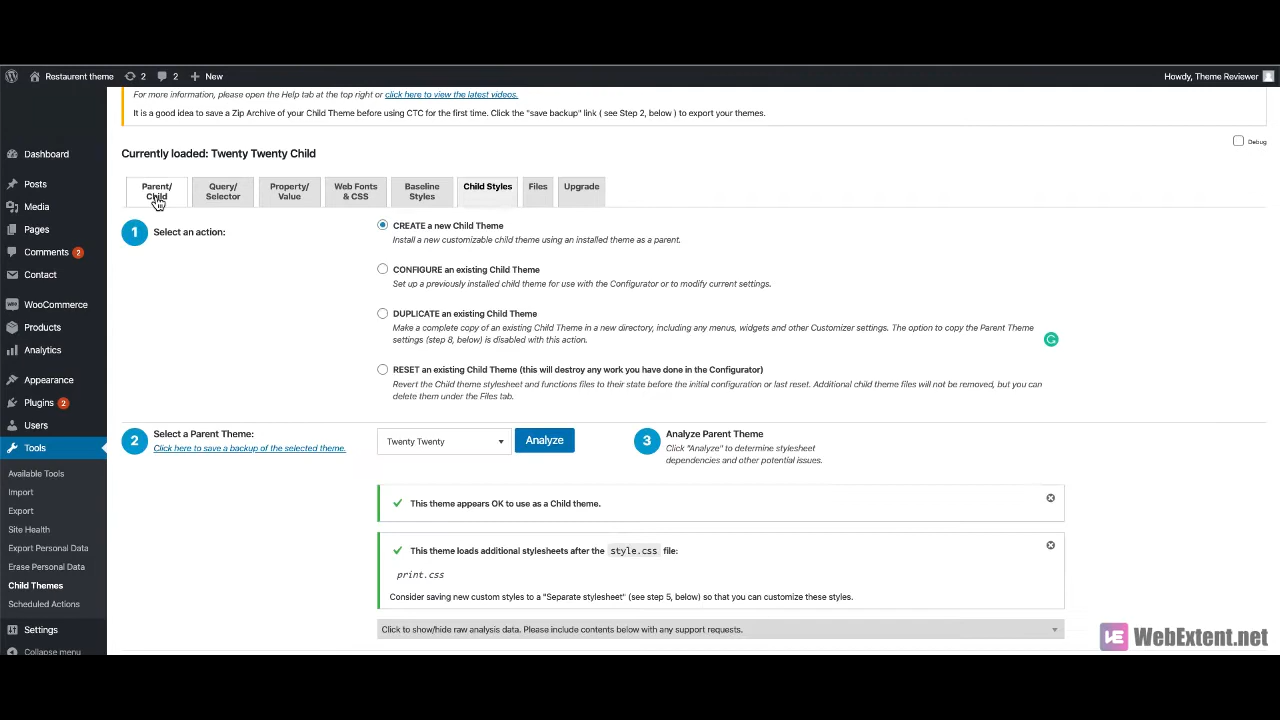 Restaurent theme 2 2 New
Howdy, Theme Reviewer
For more information, please open the Help tab at the top right or click here to view the latest videos.
It is a good idea to save a Zip Archive of your Child Theme before using CTC for the first time. Click the "save backup" link ( see Step 2, below ) to export your themes.
Debug
Currently loaded: Twenty Twenty Child
Parent/
Child
Query/
Selector
Property/
Value
Web Fonts
& CSS
Baseline
Styles
Child Styles
Files
Upgrade
Dashboard
Posts
Media
Pages
Comments 2
Contact
WooCommerce
Products
Analytics
Appearance
Plugins 2
Users
Tools
Available Tools
Import
Export
Site Health
Export Personal Data
Erase Personal Data
Child Themes
Scheduled Actions
Settings
Collapse menu
1 Select an action:
CREATE a new Child Theme
Install a new customizable child theme using an installed theme as a parent.
CONFIGURE an existing Child Theme
Set up a previously installed child theme for use with the Configurator or to modify current settings.
DUPLICATE an existing Child Theme
Make a complete copy of an existing Child Theme in a new directory, including any menus, widgets and other Customizer settings. The option to copy the Parent Theme
settings (step 8, below) is disabled with this action.
RESET an existing Child Theme (this will destroy any work you have done in the Configurator)
Revert the Child theme stylesheet and functions files to their state before the initial configuration or last reset. Additional child theme files will not be removed, but you can
delete them under the Files tab.
2 Select a Parent Theme:
Click here to save a backup of the selected theme.
Twenty Twenty
Analyze
3 Analyze Parent Theme
Click "Analyze" to determine stylesheet
dependencies and other potential issues.
This theme appears OK to use as a Child theme.
This theme loads additional stylesheets after the style.css file:
print.css
Consider saving new custom styles to a "Separate stylesheet" (see step 5, below) so that you can customize these styles.
Click to show/hide raw analysis data. Please include contents below with any support requests.
WebExtent.net